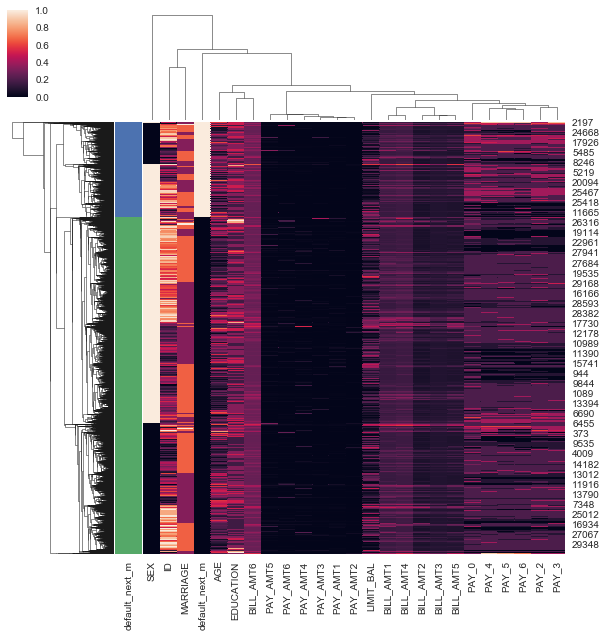 1.0
0.8
0.6
0.4
0.2
0.0
2197
24668
17926
5485
8246
5219
20094
25467
25418
11665
26316
19114
22961
27941
27684
19535
29168
16166
28593
28382
17730
12178
10989
11390
15741
944
9844
1089
13394
6690
6455
373
9535
4009
14182
13012
11916
13790
7348
25012
16934
27067
29348
default_next_m
SEX
ID
MARRIAGE
default_next_m
AGE
EDUCATION
BILL_AMT6
PAY_AMT5
PAY_AMT6
PAY_AMT4
PAY_AMT3
PAY_AMT1
PAY_AMT2
LIMIT_BAL
BILL_AMT1
BILL_AMT4
BILL_AMT2
BILL_AMT3
BILL_AMT5
PAY_0
PAY_4
PAY_5
PAY_6
PAY_2
PAY_3